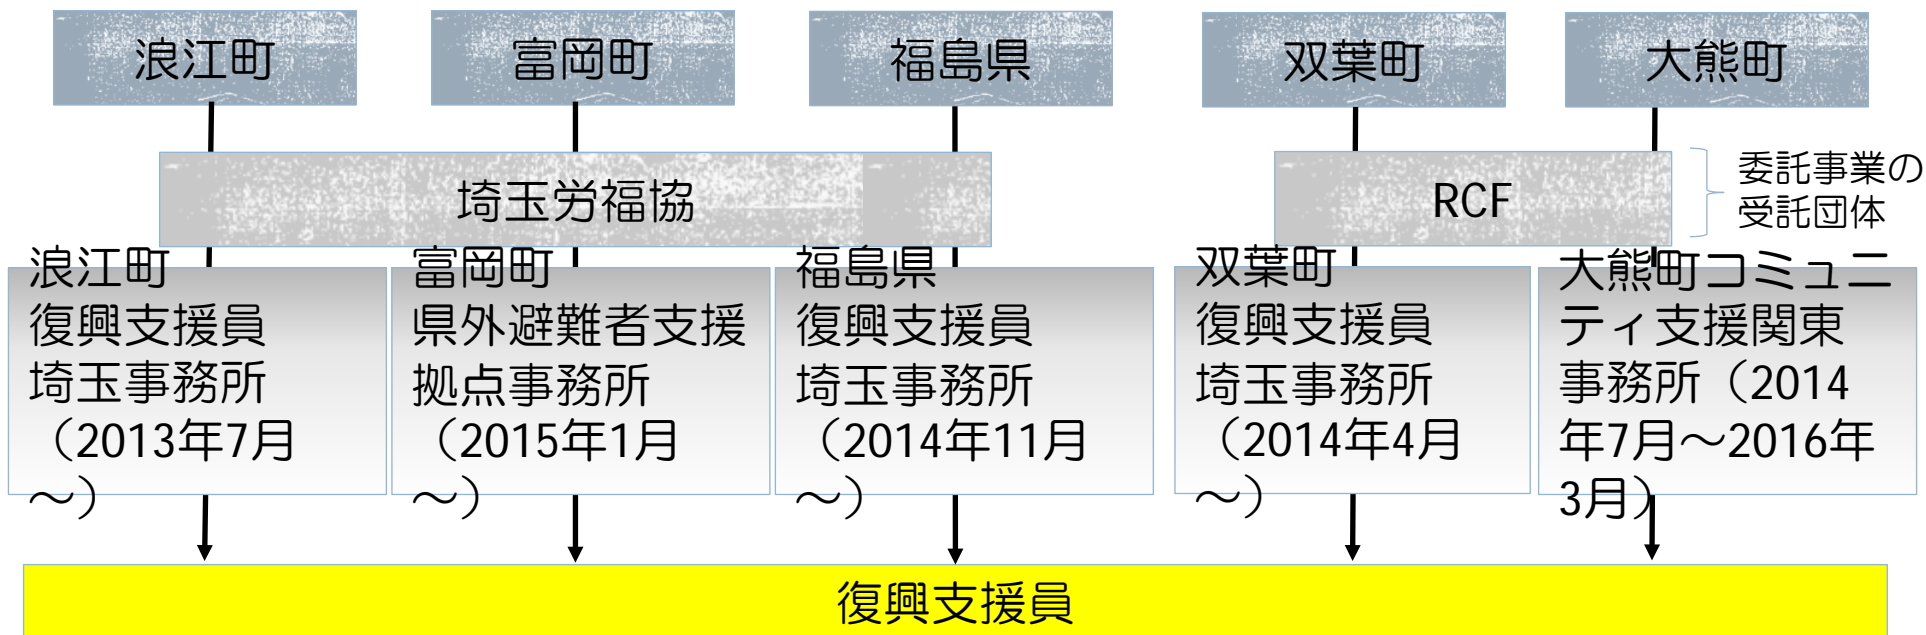 浪江町
富岡町
福島県
双葉町
大熊町
埼玉労福協
RCF
委託事業の
受託団体
浪江町
復興支援員
埼玉事務所
（2013年7月
～）
富岡町
県外避難者支援
拠点事務所
（2015年1月
～）
福島県
復興支援員
埼玉事務所
（2014年11月
～）
双葉町
復興支援員
埼玉事務所
（2014年4月
～）
大熊町コミュニ
ティ支援関東
事務所（2014
年7月～2016年
3月）
復興支援員